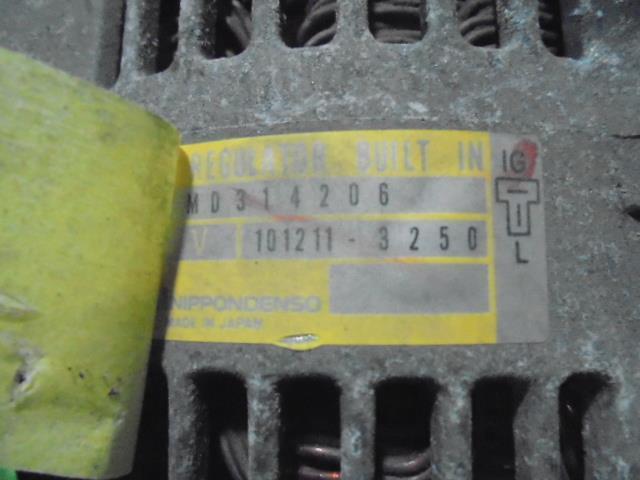 REGULATOR BUILT IN
IG
MD314206
V 101211-3250
L
NIPPONDENSO
MADE IN JAPAN